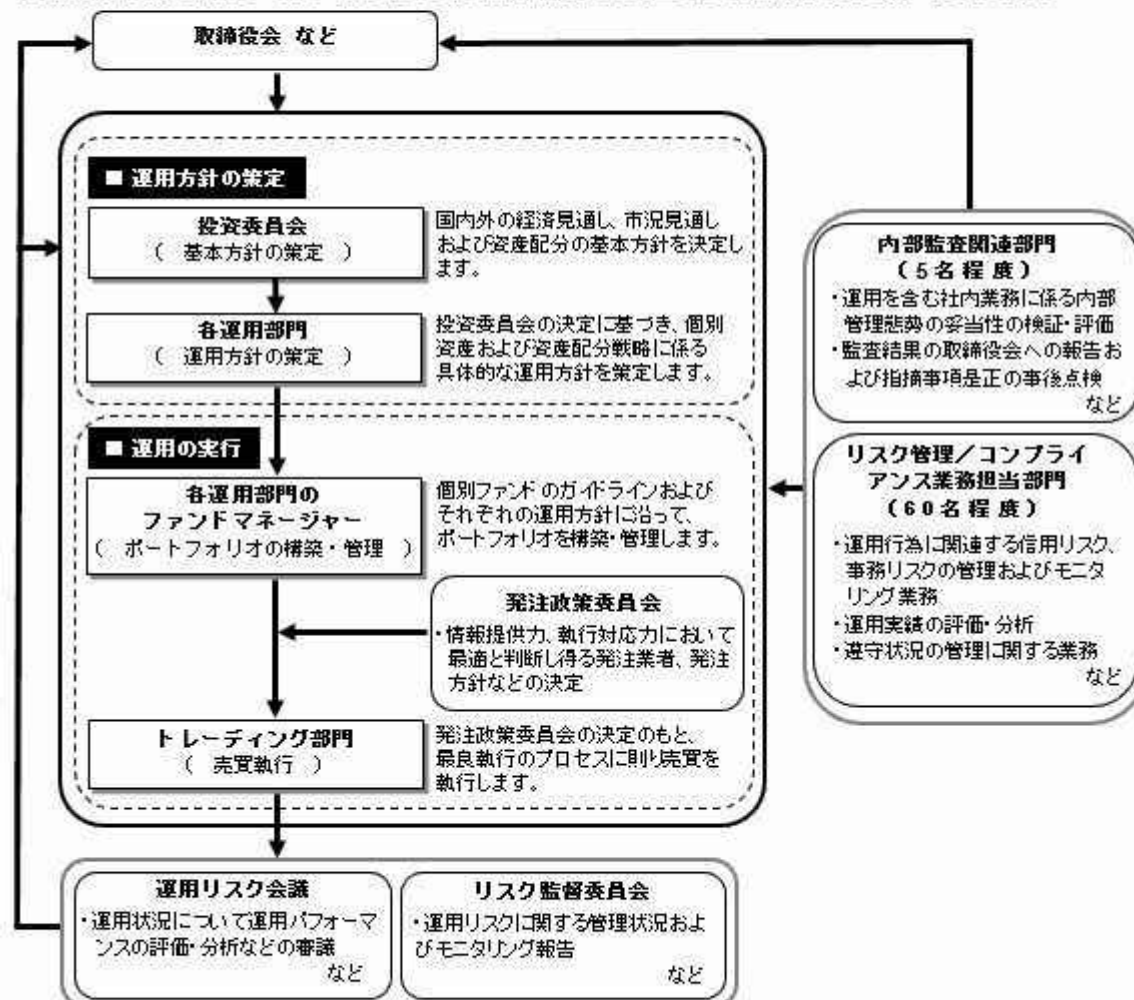 取締役会 など
■ 運用方針の策定
投資委員会
( 基本方針の策定 )
国内外の経済見通し、市況見通し
および資産配分の基本方針を決定し
ます。
各運用部門
( 運用方針の策定 )
投資委員会の決定に基づき、個別
資産および資産配分戦略に係る
具体的な運用方針を策定します。
■ 運用の実行
各運用部門の
ファンドマネージャー
( ポートフォリオの構築・管理 )
個別ファンドのガイドラインおよび
それぞれの運用方針に沿って、
ポートフォリオを構築・管理します。
発注政策委員会
・情報提供力、執行対応力において
最適と判断し得る発注業者、発注
方針などの決定
トレーディング部門
( 売買執行 )
発注政策委員会の決定のもと、
最良執行のプロセスに則り売買を
執行します。
内部監査関連部門
(5名程度)
・運用を含む社内業務に係る内部
管理態勢の妥当性の検証・評価
・監査結果の取締役会への報告お
よび指摘事項是正の事後点検
など
リスク管理／コンプライ
アンス業務担当部門
(60名程度)
・運用行為に関連する信用リスク、
事務リスクの管理およびモニタ
リング業務
・運用実績の評価・分析
・遵守状況の管理に関する業務
など
運用リスク会議
・運用状況について運用パフォーマ
ンスの評価・分析などの審議
など
リスク監督委員会
・運用リスクに関する管理状況およ
びモニタリング報告
など